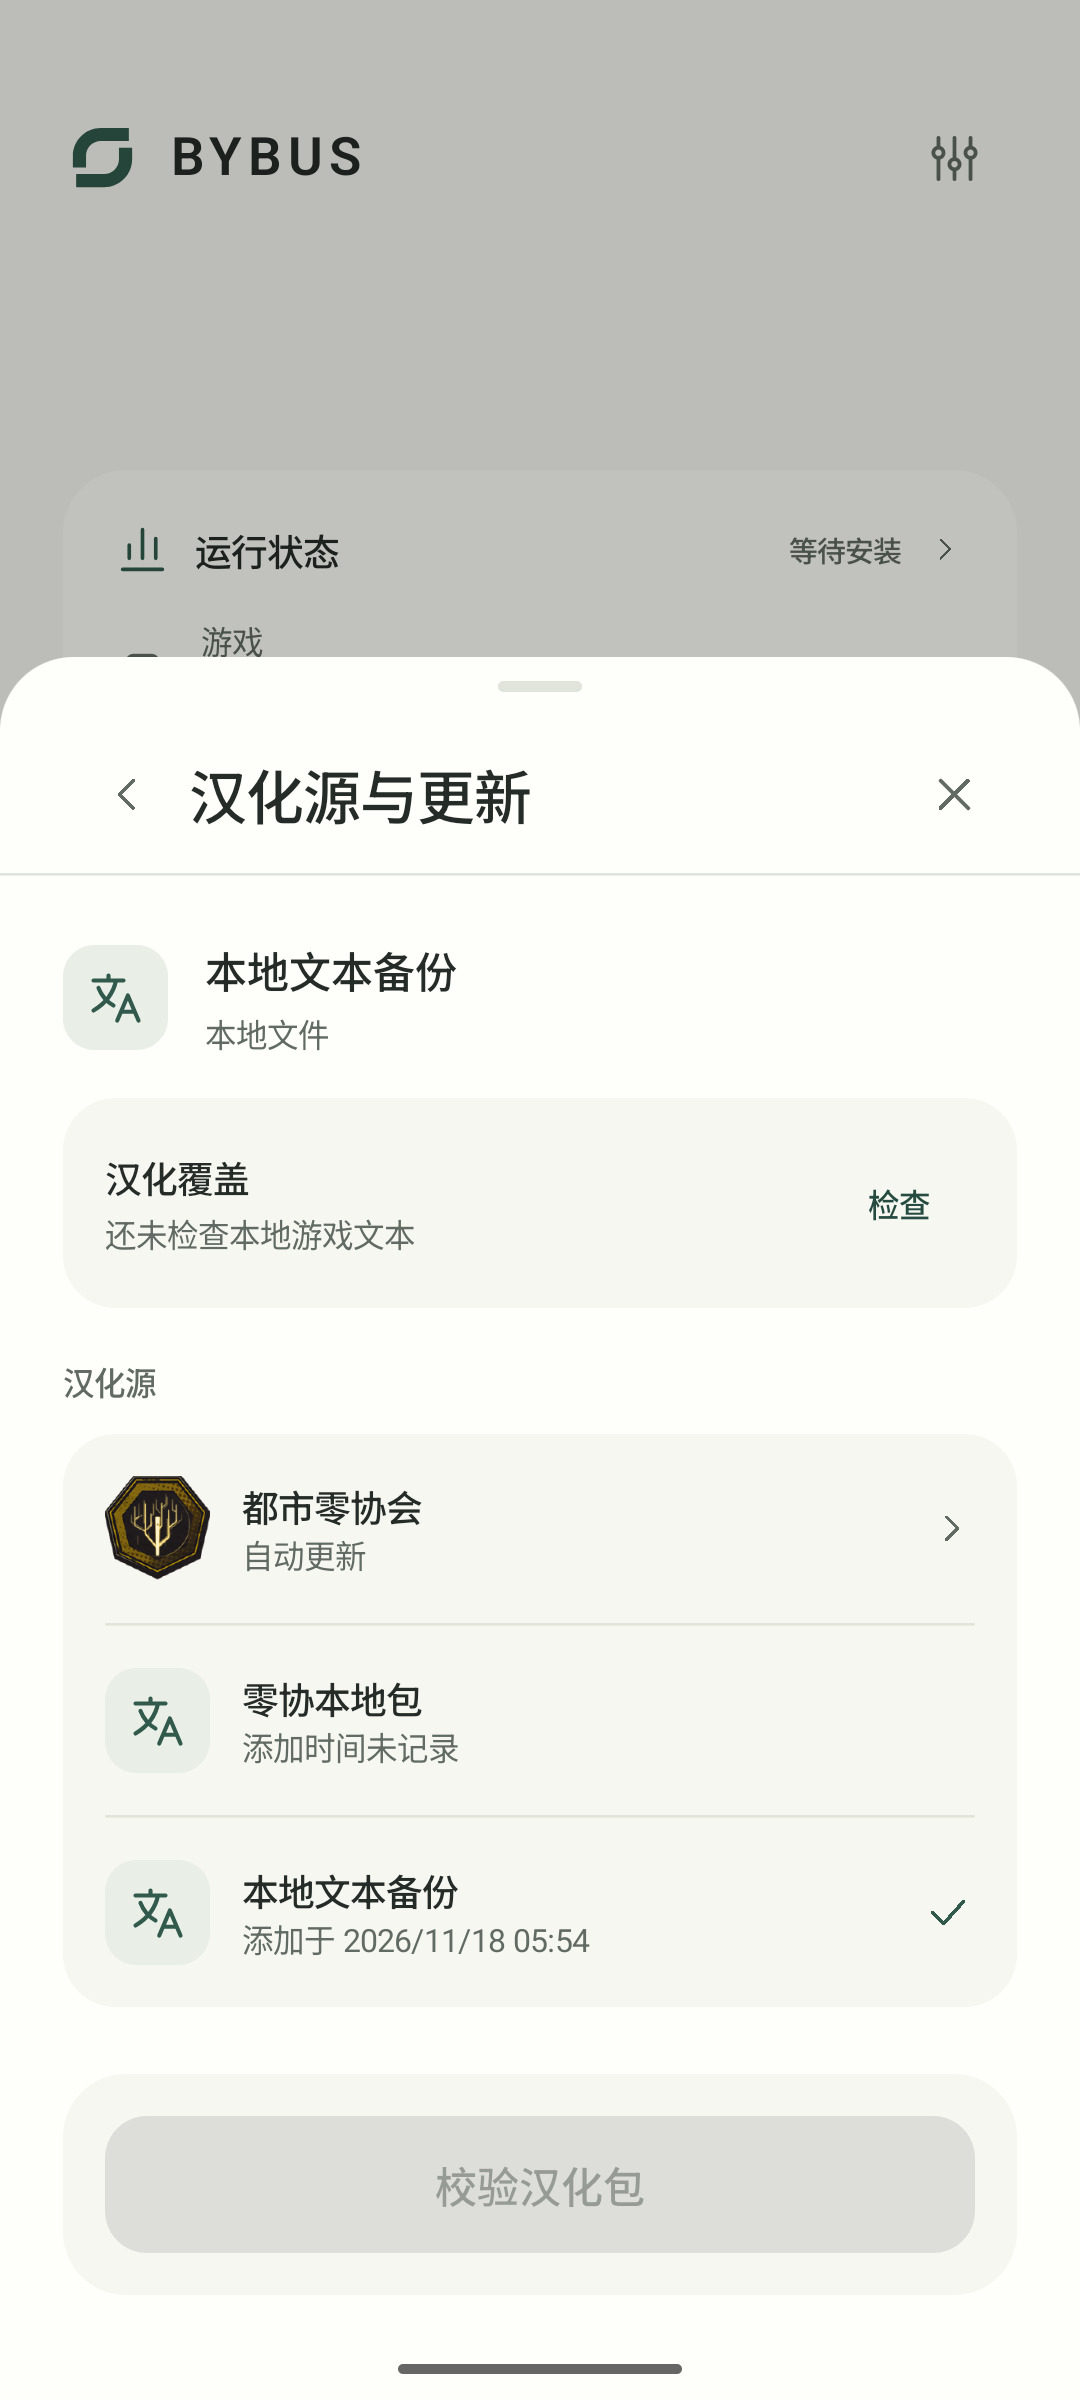 BYBUS
运行状态
等待安装
游戏
汉化源与更新
本地文本备份
本地文件
汉化覆盖
还未检查本地游戏文本
检查
汉化源
都市零协会
自动更新
零协本地包
添加时间未记录
本地文本备份
添加于 2026/11/18 05:54
校验汉化包